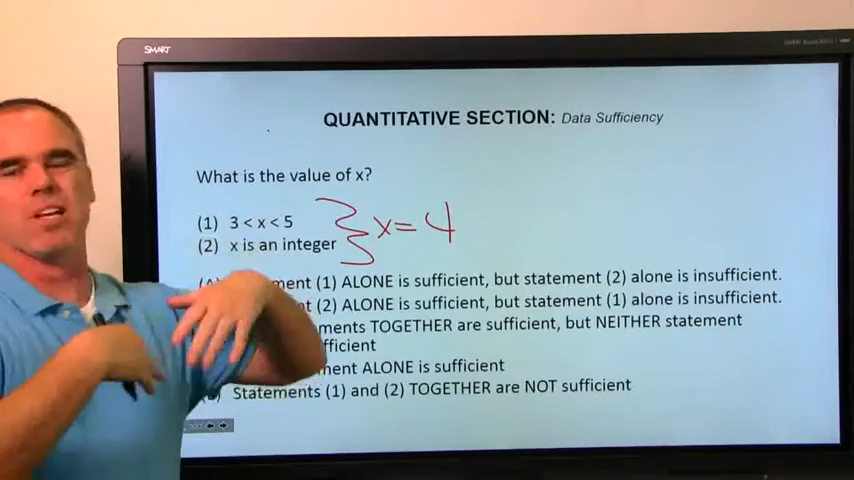 SMART
QUANTITATIVE SECTION: Data Sufficiency
What is the value of x?
(1) 3 < x < 5
(2) x is an integer
x = 4
ment (1) ALONE is sufficient, but statement (2) alone is insufficient.
nt (2) ALONE is sufficient, but statement (1) alone is insufficient.
ments TOGETHER are sufficient, but NEITHER statement
fficient
ment ALONE is sufficient
Statements (1) and (2) TOGETHER are NOT sufficient